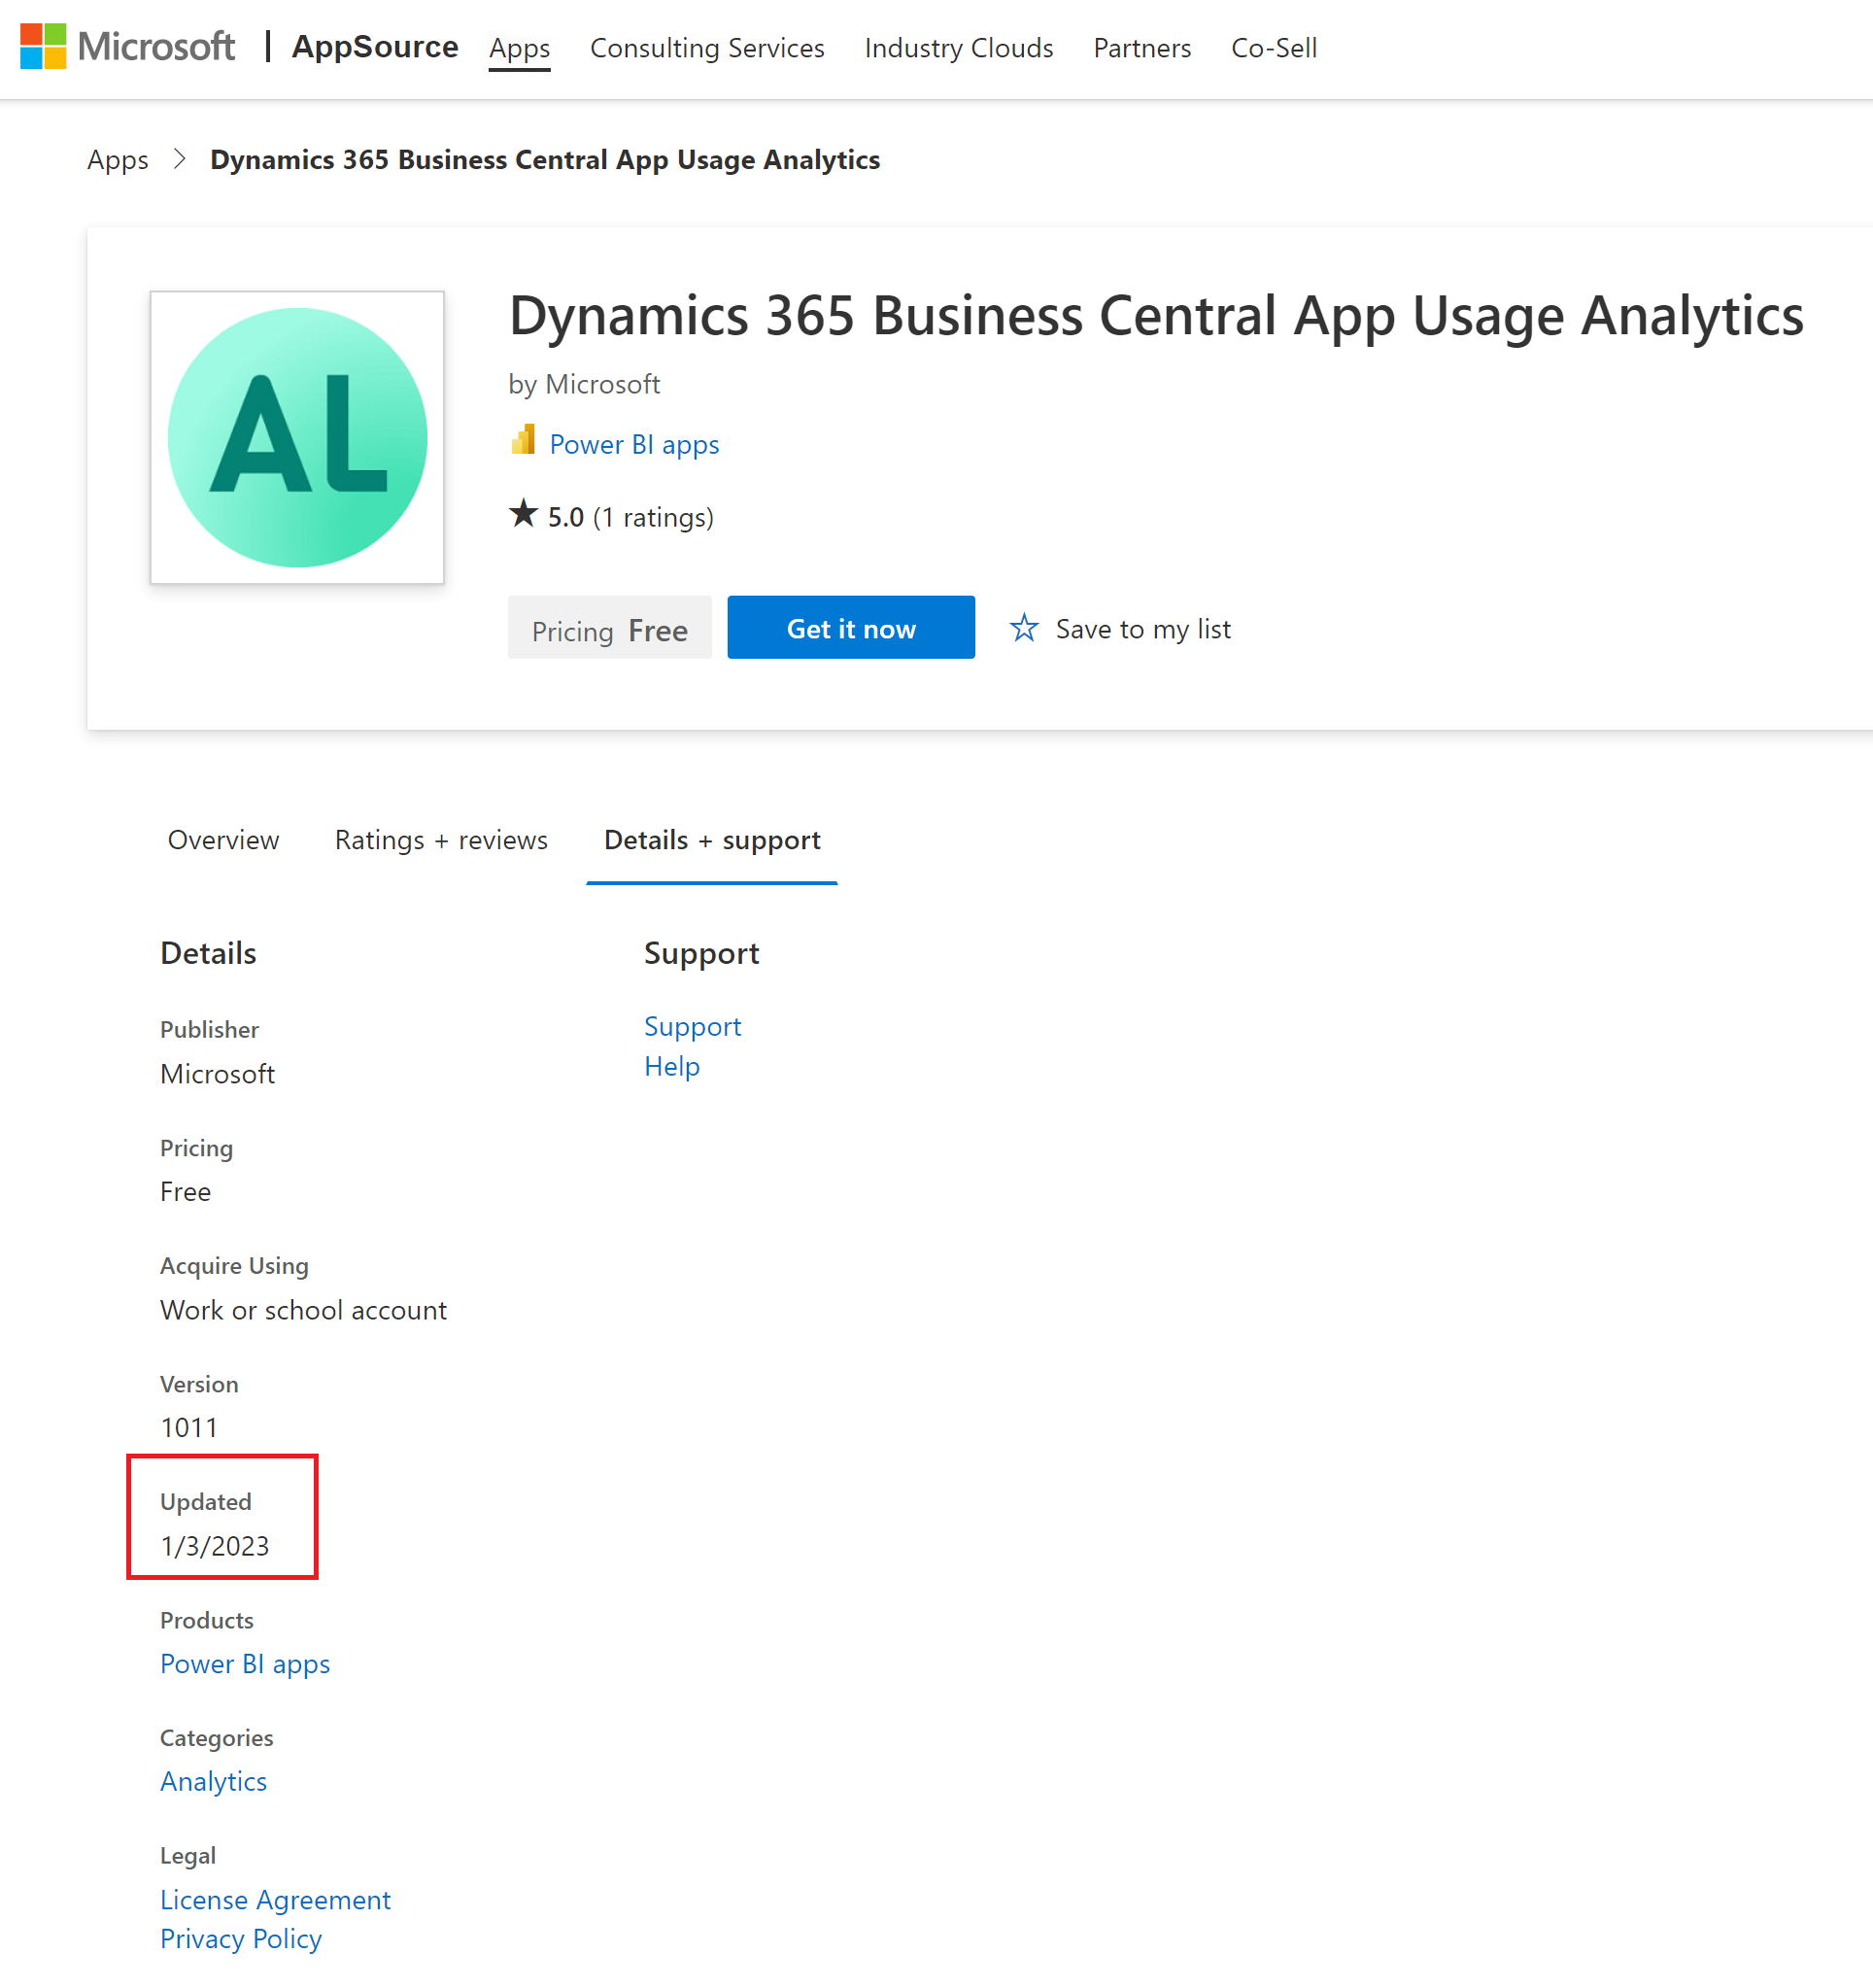 Microsoft | AppSource Apps Consulting Services Industry Clouds Partners Co-Sell
Apps > Dynamics 365 Business Central App Usage Analytics
AL
Dynamics 365 Business Central App Usage Analytics
by Microsoft
Power BI apps
★ 5.0 (1 ratings)
Pricing Free Get it now ☆ Save to my list
Overview Ratings + reviews Details + support
Details
Publisher
Microsoft
Pricing
Free
Acquire Using
Work or school account
Version
1011
Updated
1/3/2023
Products
Power BI apps
Categories
Analytics
Legal
License Agreement
Privacy Policy
Support
Support
Help